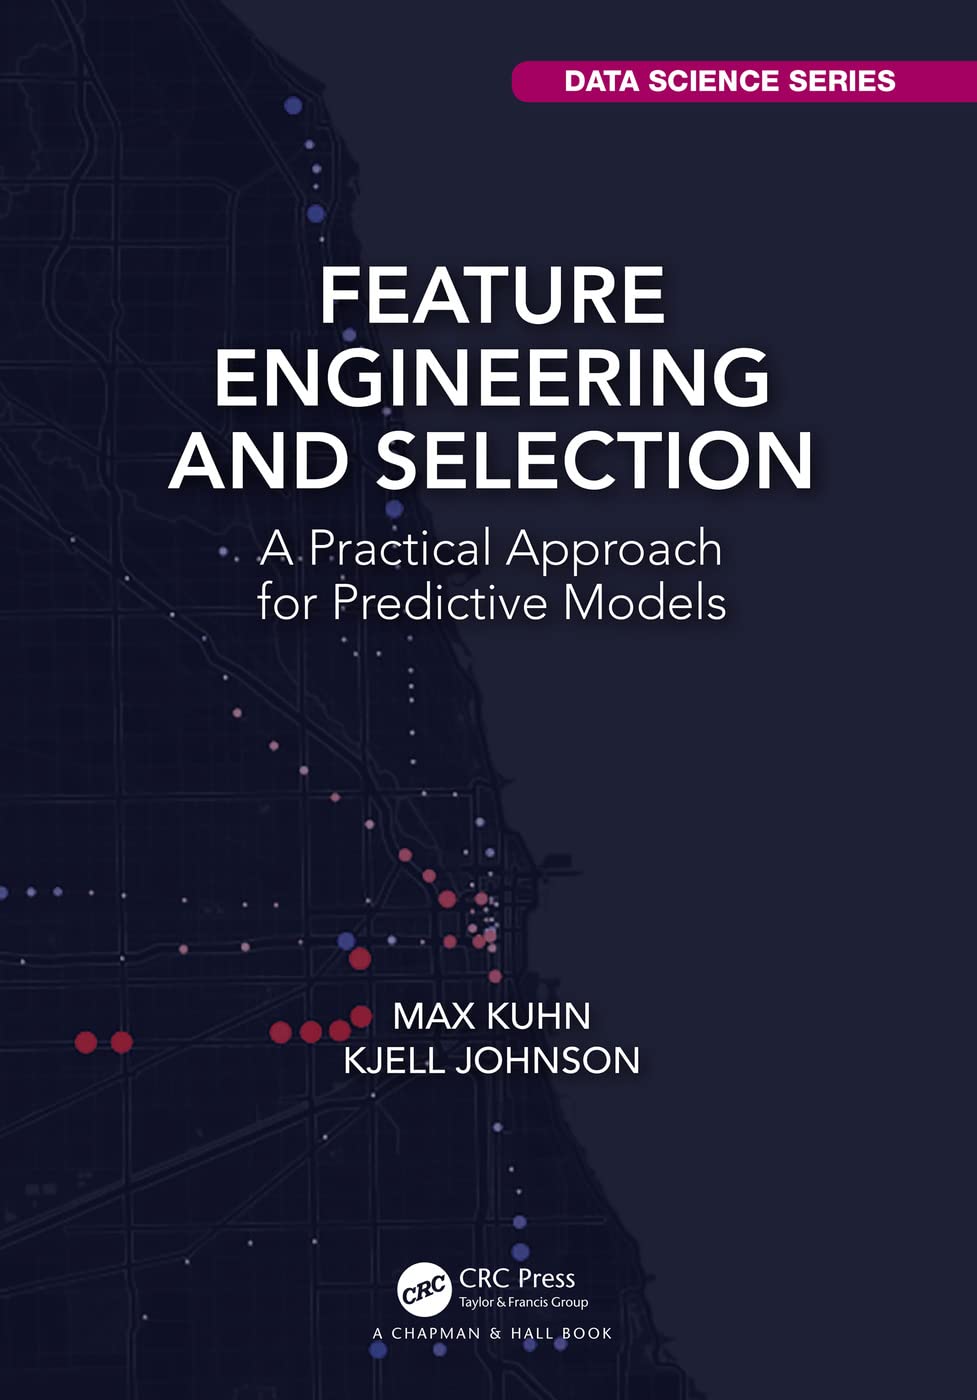 DATA SCIENCE SERIES
FEATURE
ENGINEERING
AND SELECTION
A Practical Approach
for Predictive Models
MAX KUHN
KJELL JOHNSON
CRC
CRC Press
Taylor & Francis Group
A CHAPMAN & HALL BOOK